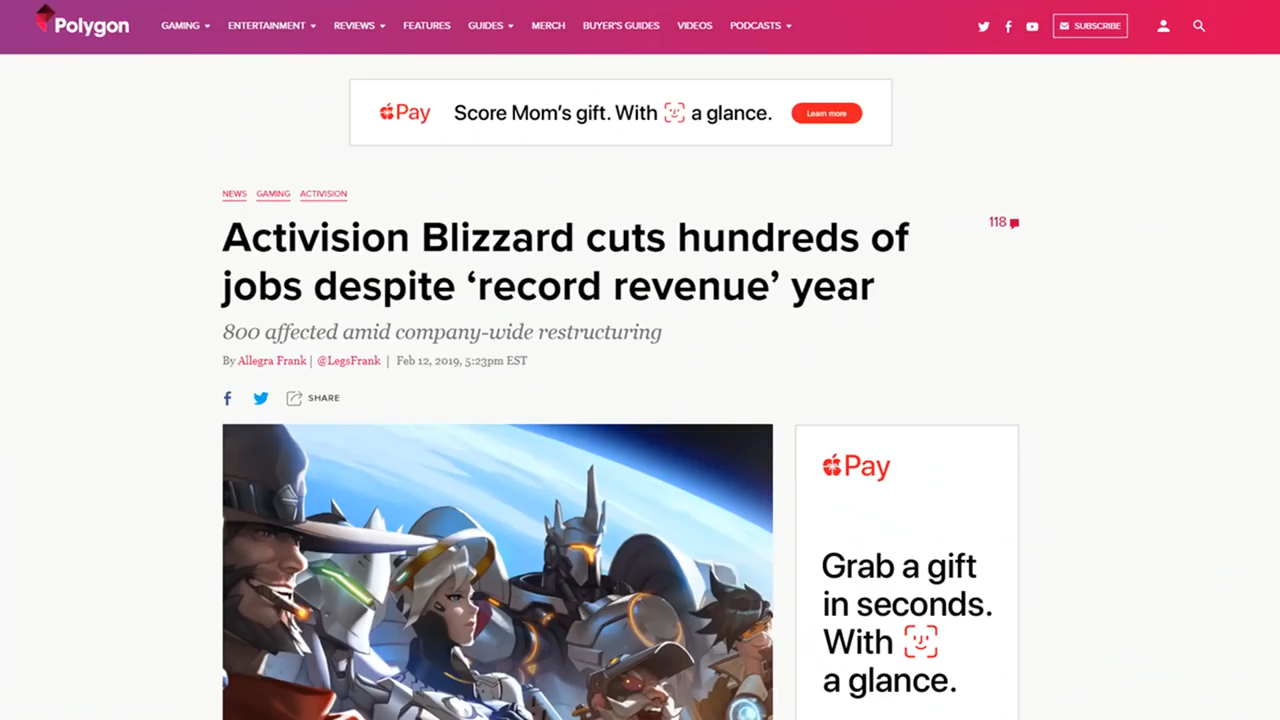 Polygon
GAMING ENTERTAINMENT REVIEWS FEATURES GUIDES MERCH BUYER'S GUIDES VIDEOS PODCASTS SUBSCRIBE
Pay Score Mom's gift. With a glance. Learn more
NEWS GAMING ACTIVISION
118
Activision Blizzard cuts hundreds of
jobs despite ‘record revenue’ year
800 affected amid company-wide restructuring
By Allegra Frank | @LegsFrank | Feb 12, 2019, 5:23pm EST
SHARE
Pay
Grab a gift
in seconds.
With
a glance.